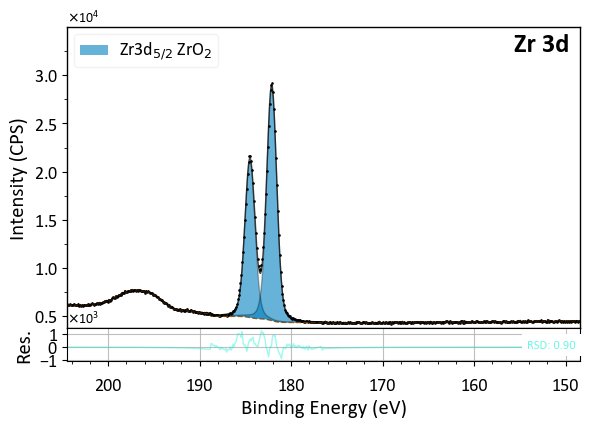 ×10⁴
Zr 3d
Zr3d₅/₂ ZrO₂
Intensity (CPS)
3.0
2.5
2.0
1.5
1.0
0.5
×10³
Res.
1
0
−1
RSD: 0.90
200 190 180 170 160 150
Binding Energy (eV)